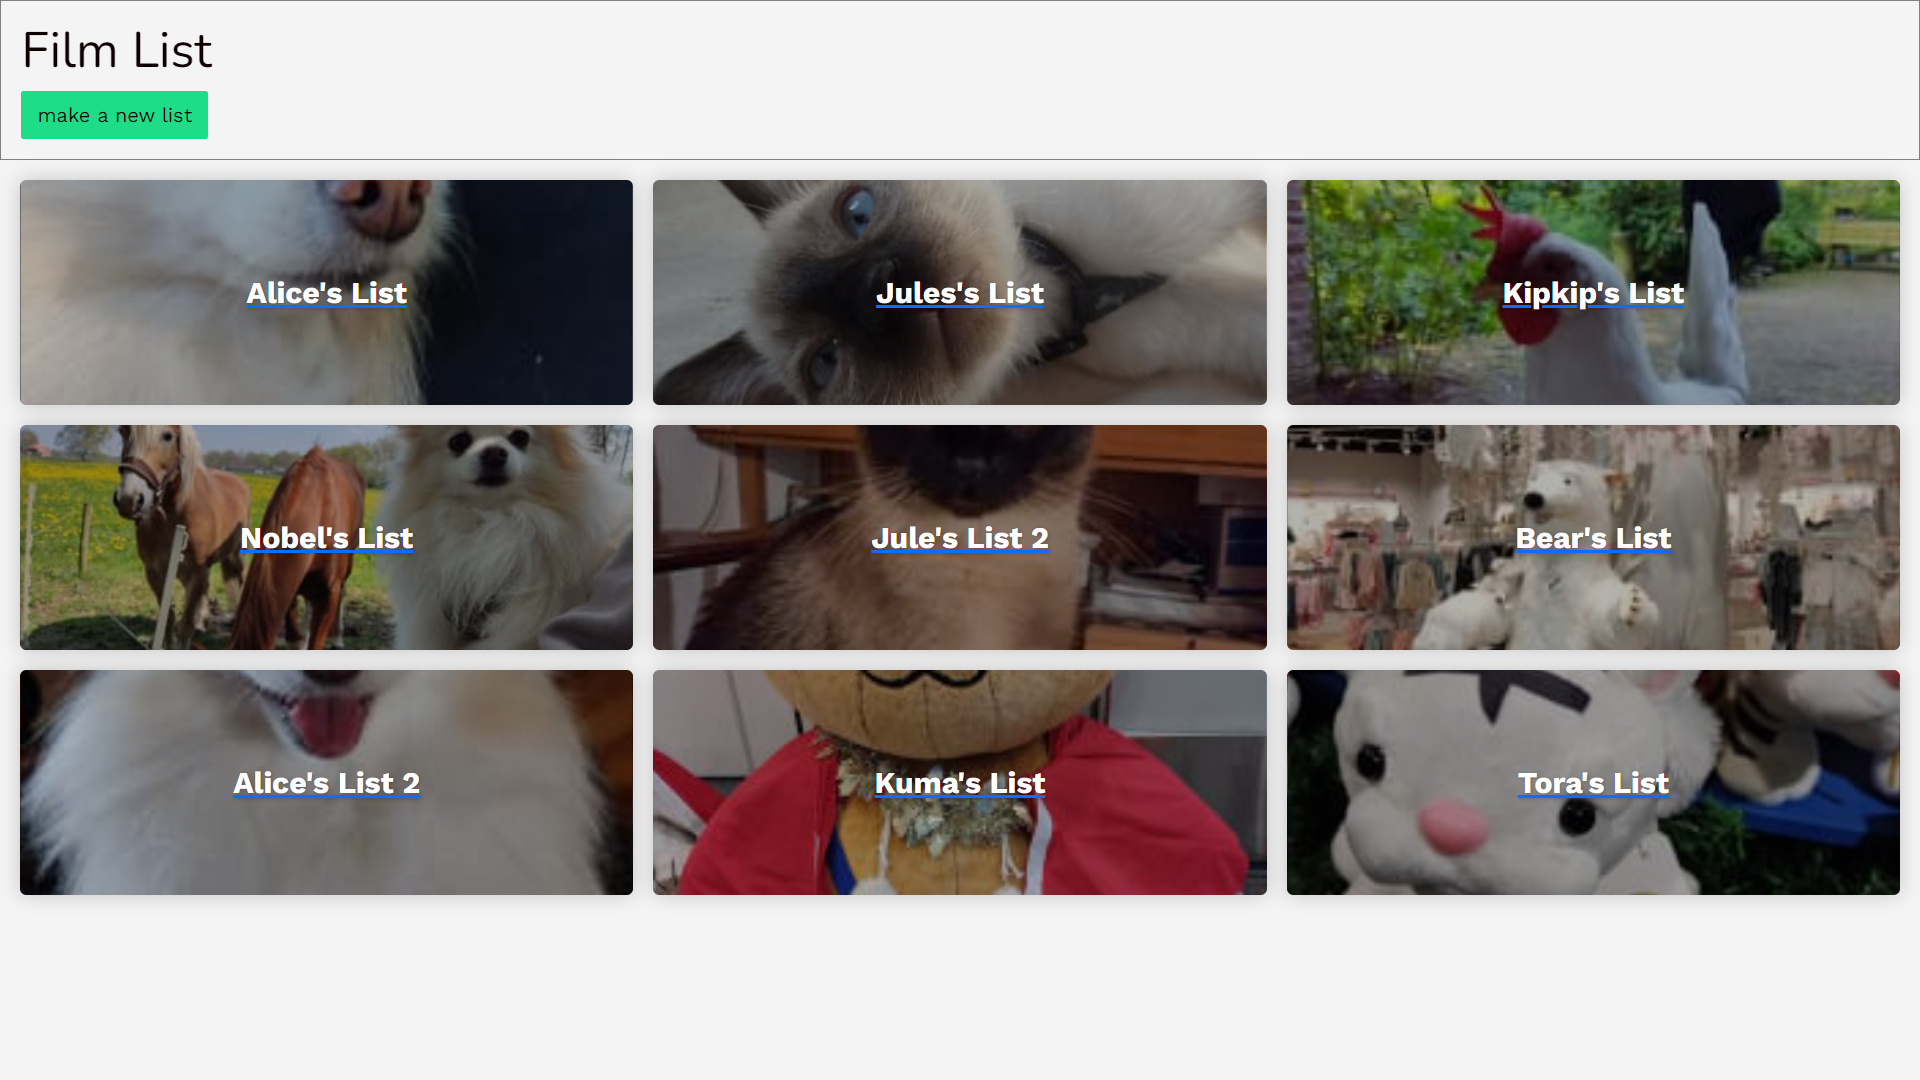 Film List
make a new list
Alice's List
Jules's List
Kipkip's List
Nobel's List
Jule's List 2
Bear's List
Alice's List 2
Kuma's List
Tora's List